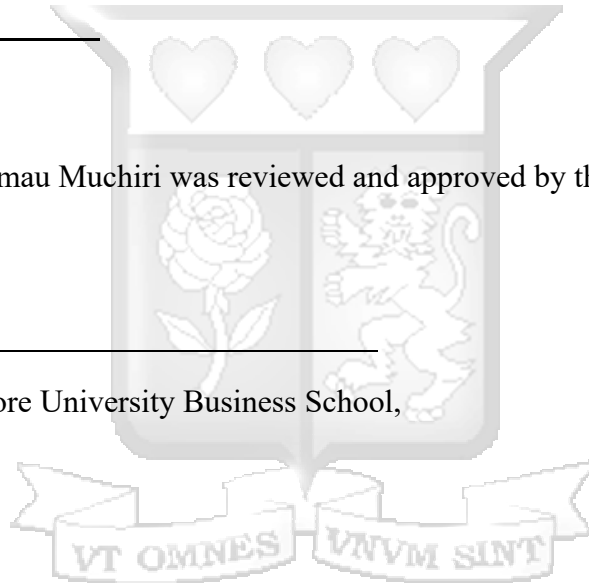 mau Muchiri was reviewed and approved by th
ore University Business School,
VT OMNES VNVM SINT